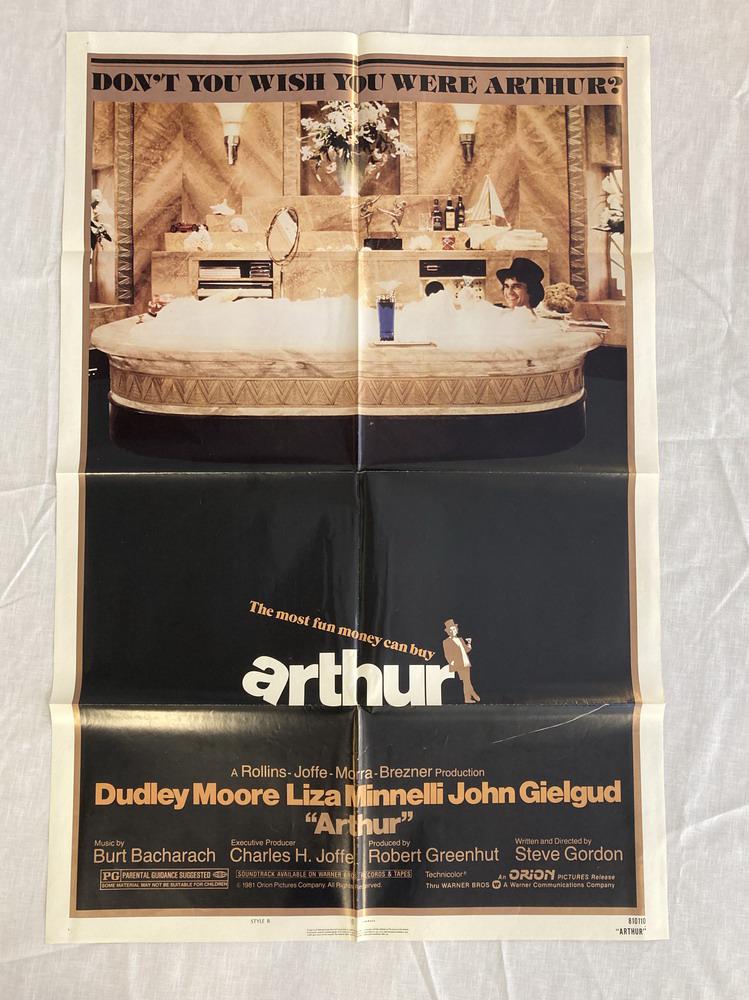 DON'T YOU WISH YOU WERE ARTHUR?
The most fun money can buy
arthur
A Rollins-Joffe-Morra-Brezner Production
Dudley Moore Liza Minnelli John Gielgud
"Arthur"
Music by
Burt Bacharach
Executive Producer
Charles H. Joffe
Produced by
Robert Greenhut
Written and Directed by
Steve Gordon
PG PARENTAL GUIDANCE SUGGESTED
SOME MATERIAL MAY NOT BE SUITABLE FOR CHILDREN
SOUNDTRACK AVAILABLE ON WARNER BROS RECORDS & TAPES
© 1981 Orion Pictures Company. All Rights Reserved.
Technicolor®
An ORION PICTURES Release
Thru WARNER BROS A Warner Communications Company
STYLE B
810110
"ARTHUR"